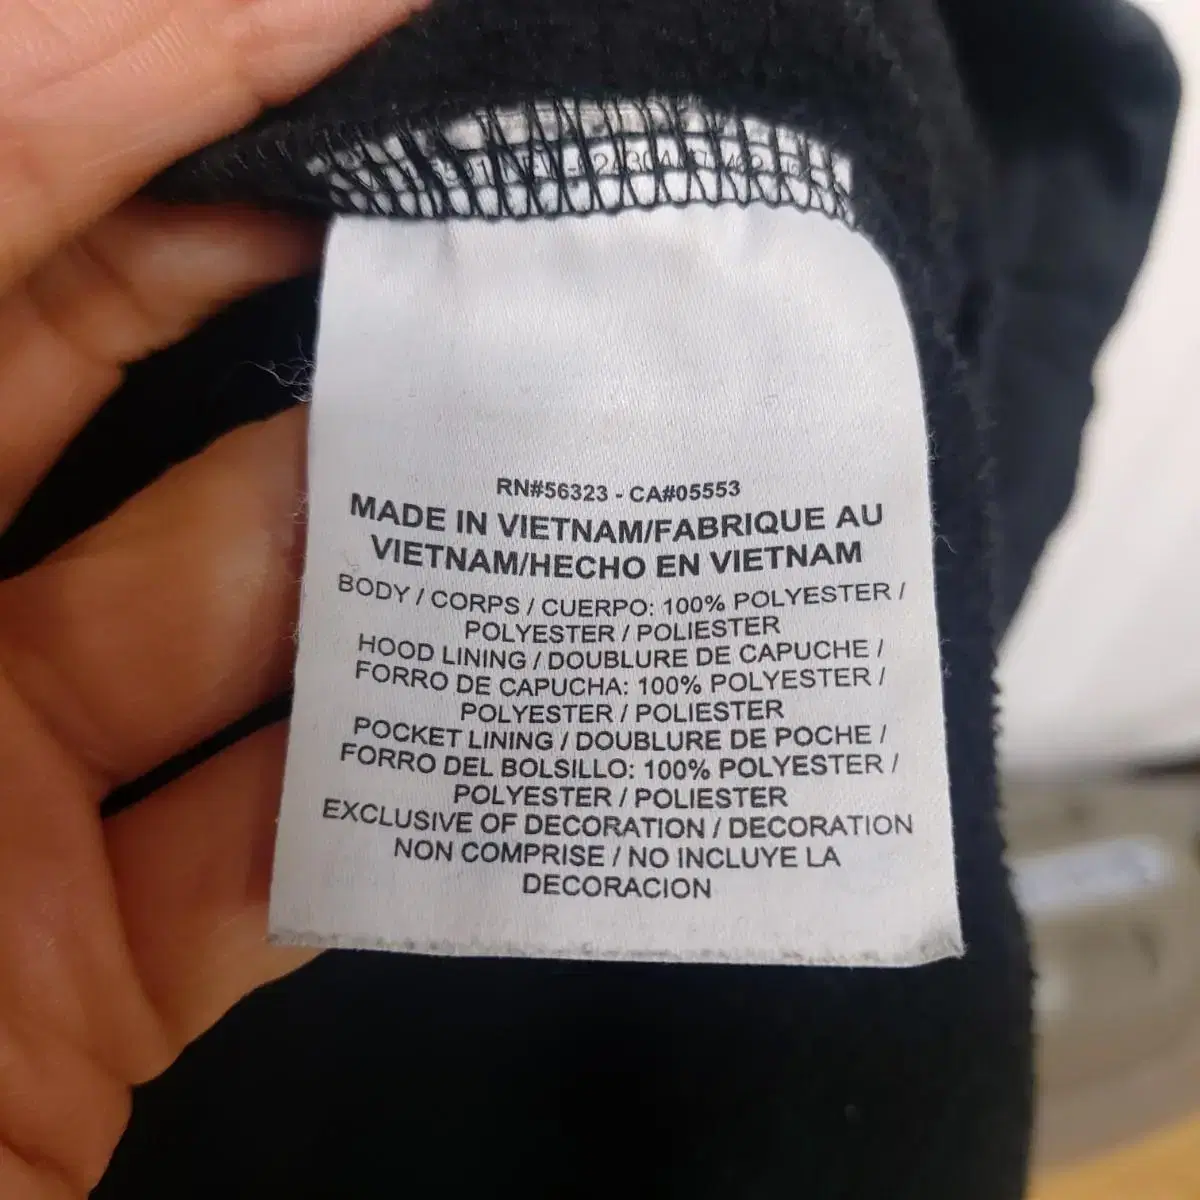 RN#56323 - CA#05553
MADE IN VIETNAM/FABRIQUE AU
VIETNAM/HECHO EN VIETNAM
BODY / CORPS / CUERPO: 100% POLYESTER /
POLYESTER / POLIESTER
HOOD LINING / DOUBLURE DE CAPUCHE /
FORRO DE CAPUCHA: 100% POLYESTER /
POLYESTER / POLIESTER
POCKET LINING / DOUBLURE DE POCHE /
FORRO DEL BOLSILLO: 100% POLYESTER /
POLYESTER / POLIESTER
EXCLUSIVE OF DECORATION / DECORATION
NON COMPRISE / NO INCLUYE LA
DECORACION